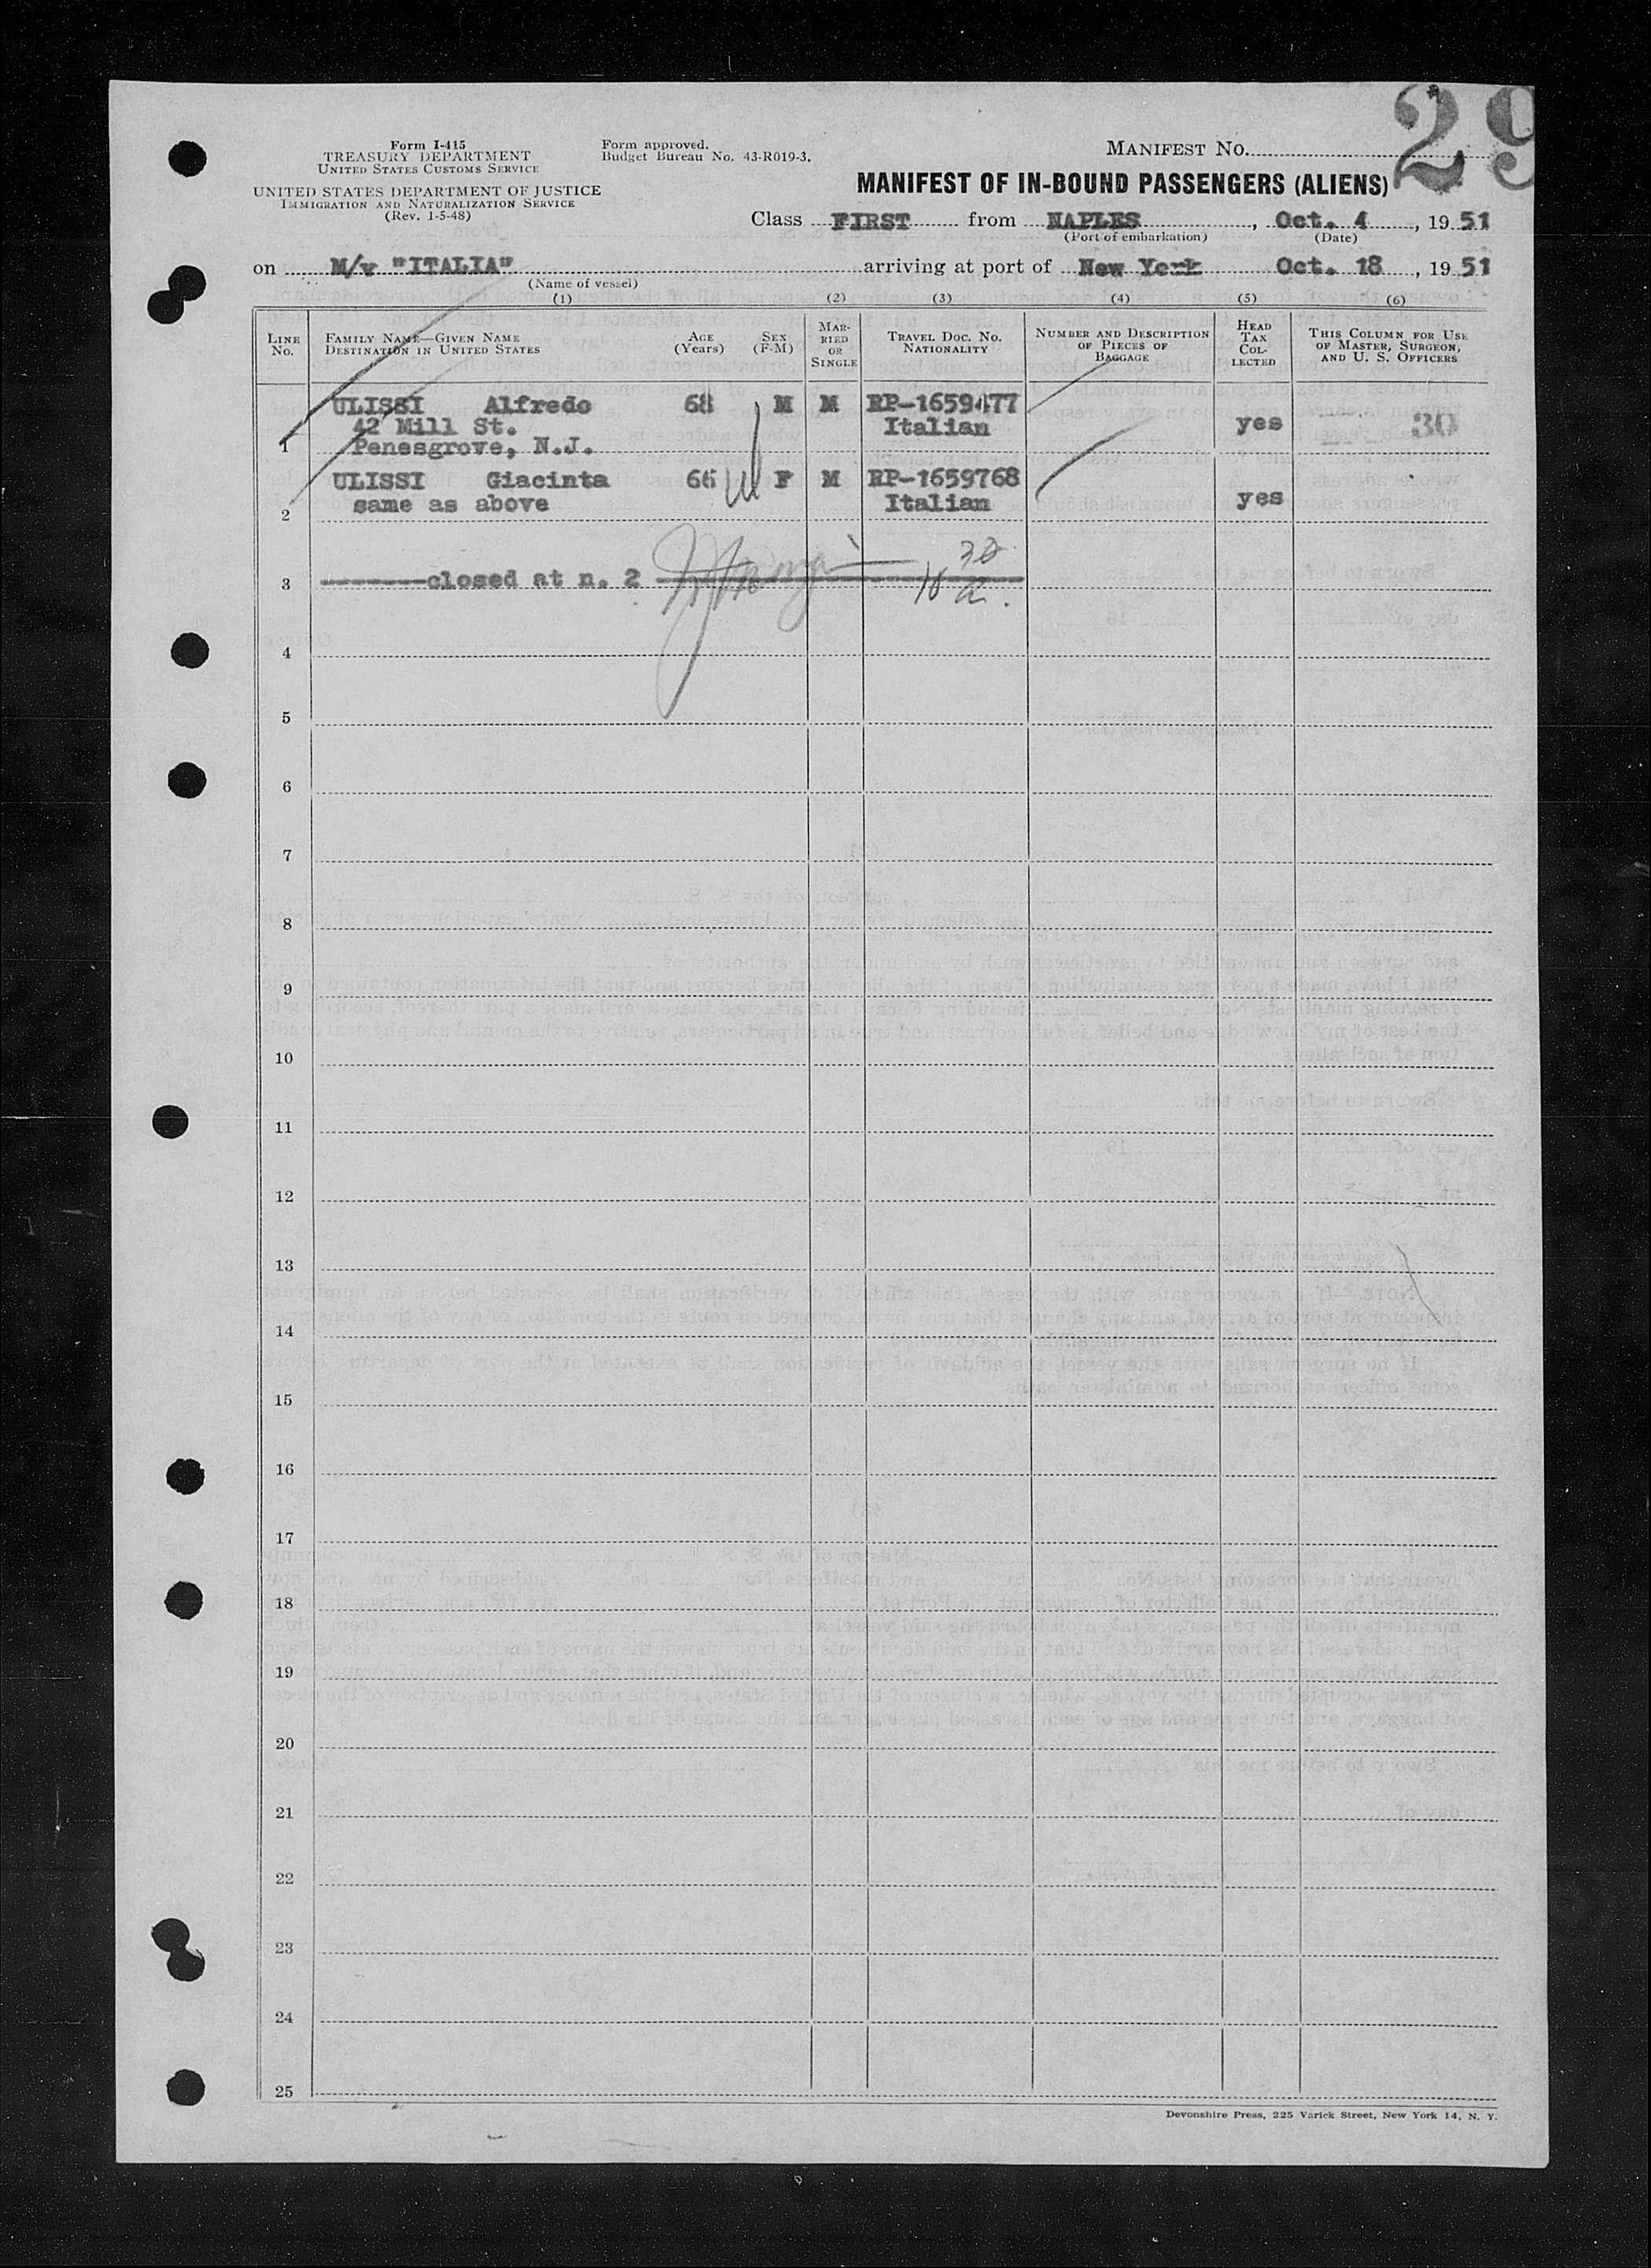 29
Form I-415
TREASURY DEPARTMENT
UNITED STATES CUSTOMS SERVICE
UNITED STATES DEPARTMENT OF JUSTICE
IMMIGRATION AND NATURALIZATION SERVICE
(Rev. 1-5-48)
Form approved.
Budget Bureau No. 43-R019-3.
MANIFEST NO.
MANIFEST OF IN-BOUND PASSENGERS (ALIENS)
Class FIRST from NAPLES, Oct. 4, 1951
(Port of embarkation) (Date)
on M/v "ITALIA" arriving at port of New York Oct. 18, 1951
(Name of vessel)
(1) (2) (3) (4) (5) (6)
LINE NO. FAMILY NAME—GIVEN NAME DESTINATION IN UNITED STATES AGE (Years) SEX (F-M) MARRIED OR SINGLE TRAVEL DOC. NO. NATIONALITY NUMBER AND DESCRIPTION OF PIECES OF BAGGAGE HEAD TAX COLLECTED THIS COLUMN FOR USE OF MASTER, SURGEON, AND U. S. OFFICERS
ULISSI Alfredo 68 M M RP-1659477
42 Mill St. Italian yes 30
1 Penesgrove, N.J.
ULISSI Giacinta 66 F M RP-1659768
2 same as above Italian yes
3 -------closed at n. 2
4
5
6
7
8
9
10
11
12
13
14
15
16
17
18
19
20
21
22
23
24
25
Devonshire Press, 225 Varick Street, New York 14, N. Y.